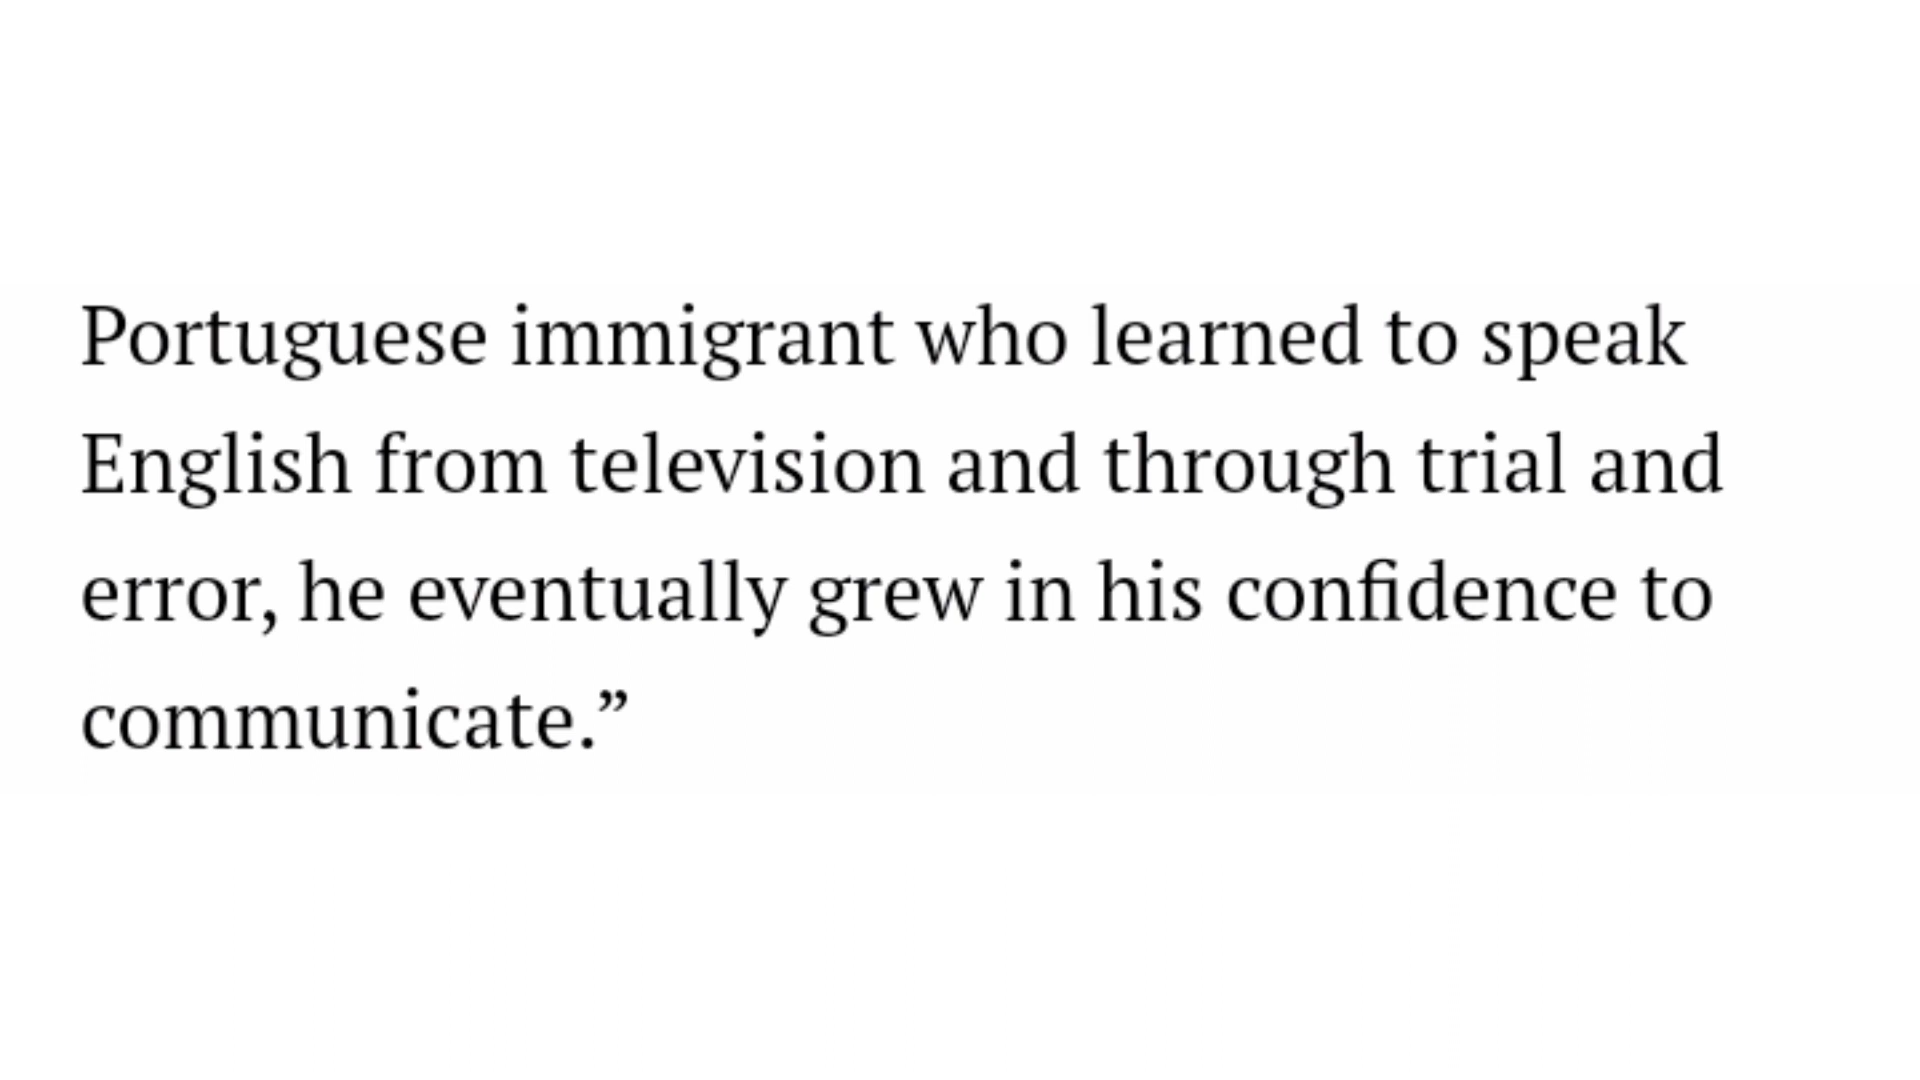 Portuguese immigrant who learned to speak
English from television and through trial and
error, he eventually grew in his confidence to
communicate.”